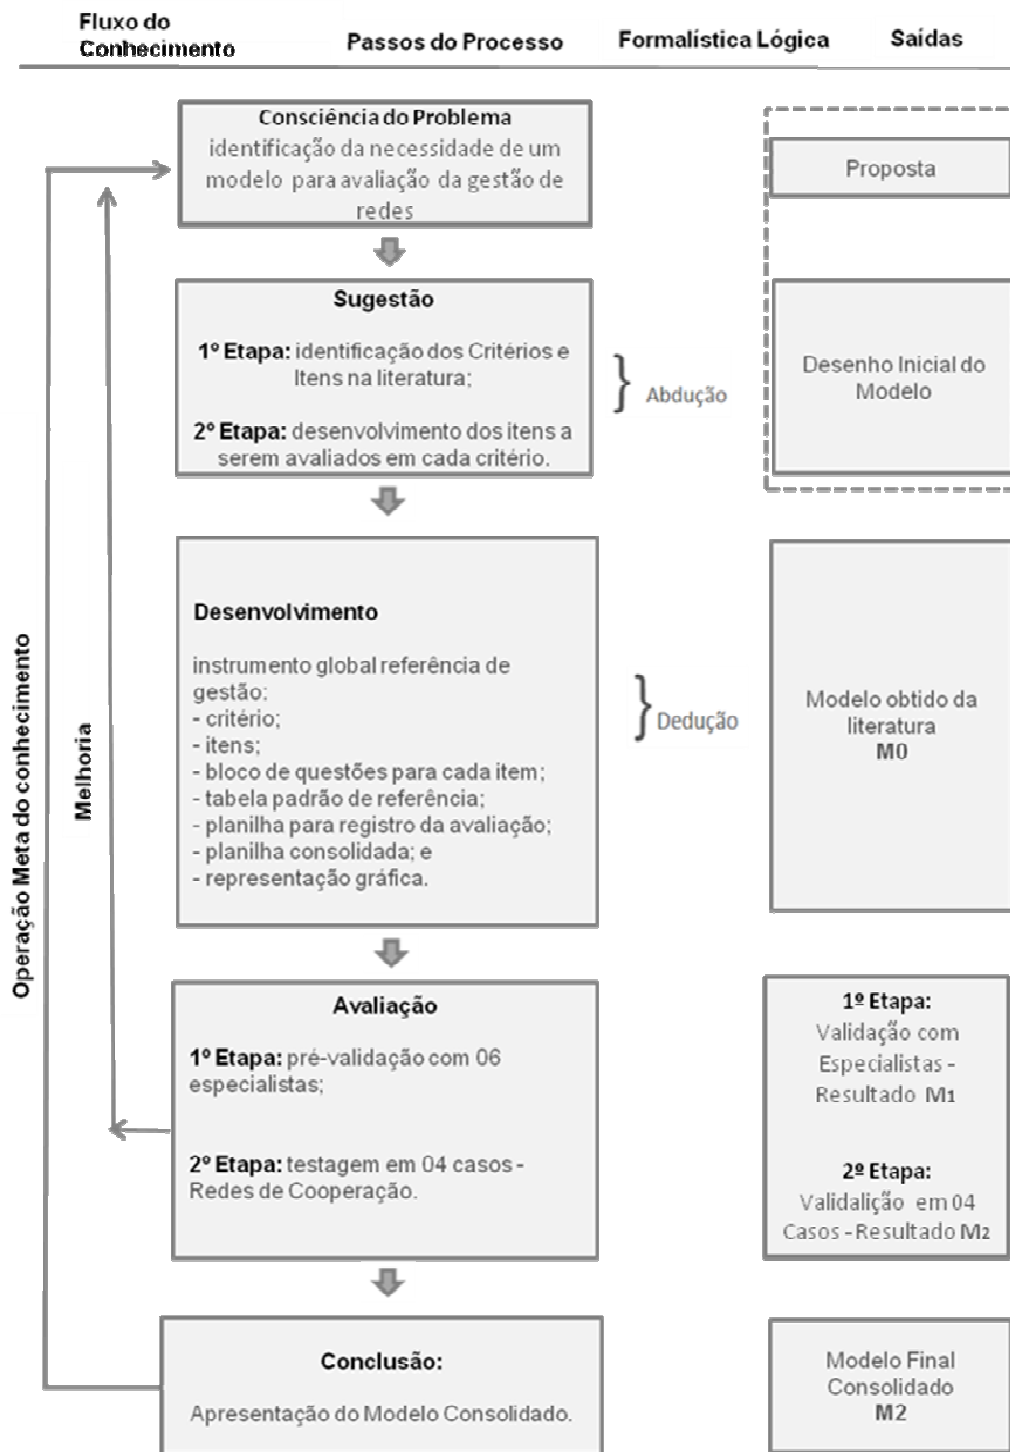 Fluxo do
Conhecimento
Passos do Processo
Formalística Lógica
Saídas
Consciência do Problema
identificação da necessidade de um
modelo para avaliação da gestão de
redes
Proposta
Sugestão
1º Etapa: identificação dos Critérios e
Itens na literatura;
2º Etapa: desenvolvimento dos itens a
serem avaliados em cada critério.
} Abdução
Desenho Inicial do
Modelo
Desenvolvimento
instrumento global referência de
gestão:
- critério;
- itens;
- bloco de questões para cada item;
- tabela padrão de referência;
- planilha para registro da avaliação;
- planilha consolidada; e
- representação gráfica.
} Dedução
Modelo obtido da
literatura
M0
Operação Meta do conhecimento
Melhoria
Avaliação
1º Etapa: pré-validação com 06
especialistas;
2º Etapa: testagem em 04 casos -
Redes de Cooperação.
1º Etapa:
Validação com
Especialistas -
Resultado M1
2º Etapa:
Validalição em 04
Casos - Resultado M2
Conclusão:
Apresentação do Modelo Consolidado.
Modelo Final
Consolidado
M2